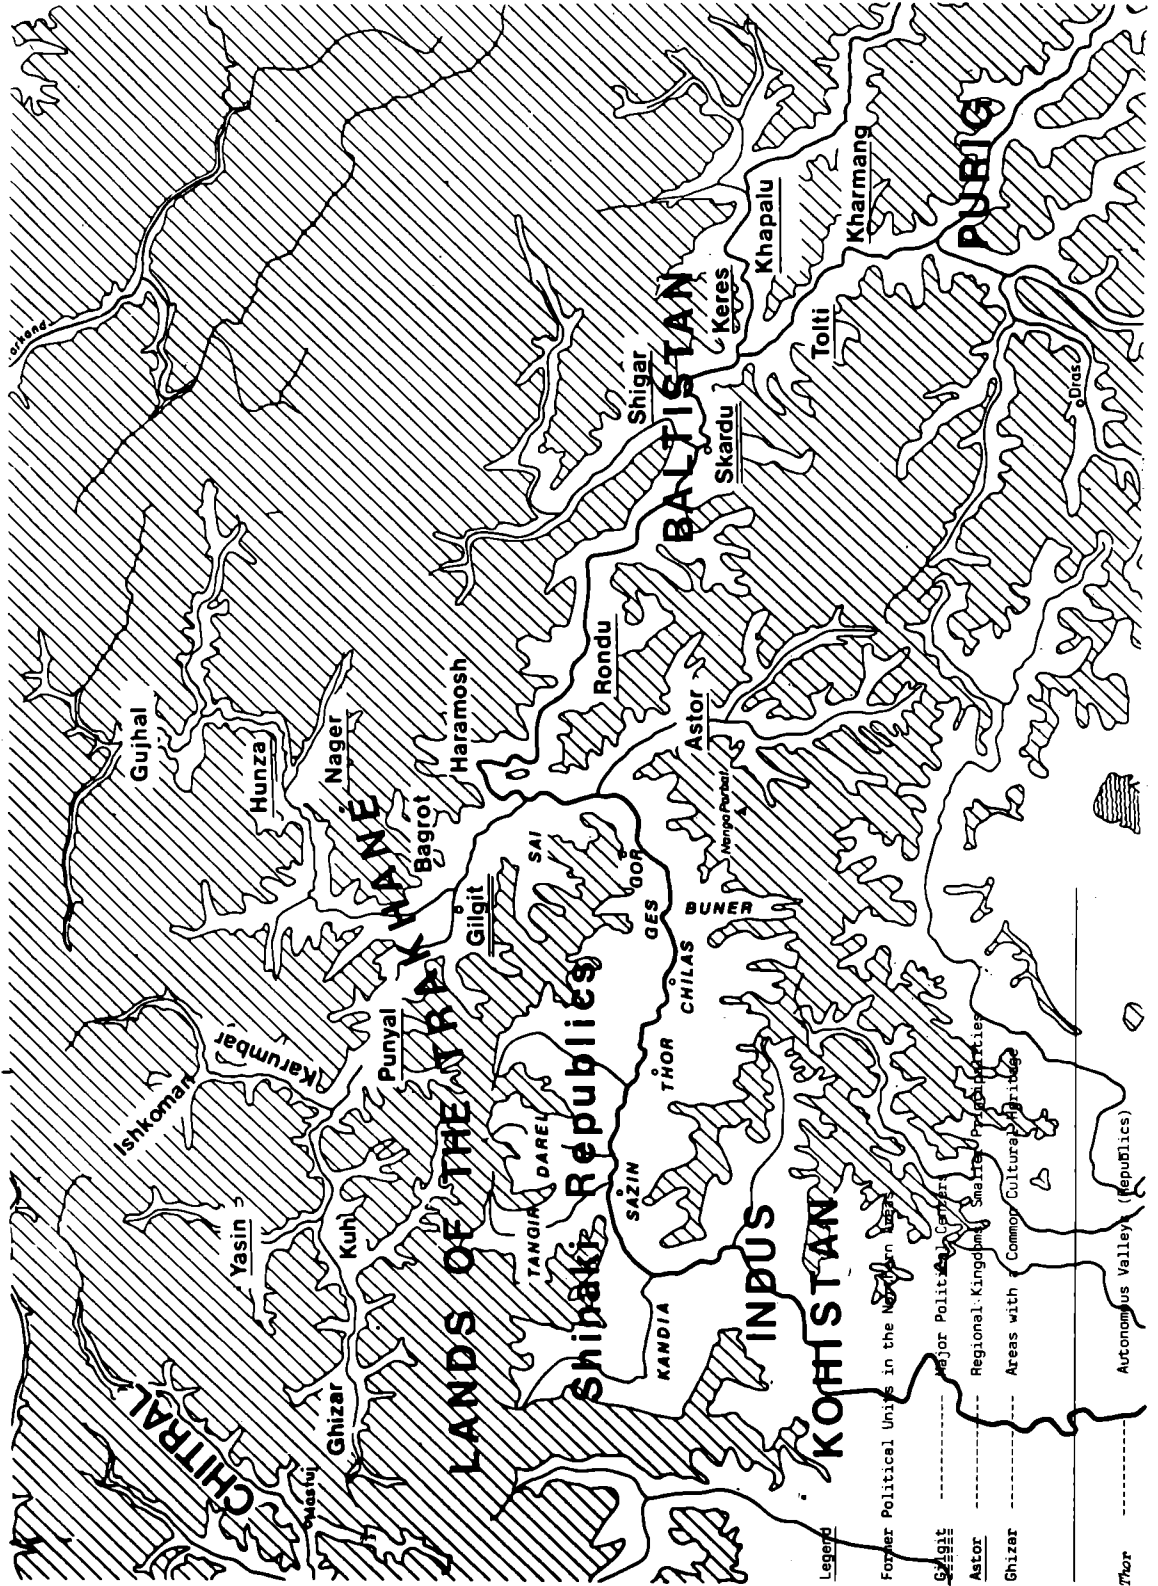 CHITRAL
Mastuj
Ghizar
Yasin
Kuh
Ishkoman
Karumbar
Punyal
Gujhal
Hunza
Nager
LANDS OF THE TRAKHANÉ
Bagrot
Haramosh
Gilgit
SAI
TANGIR
DAREL
Shinaki Republics
GOR
GES
BUNER
CHILAS
THOR
SAZIN
KANDIA
INDUS
KOHISTAN
Rondu
Astor
Nanga Parbat
BALTISTAN
Shigar
Skardu
Keres
Khapalu
Tolti
Kharmang
PURIG
Dras
Legend
Former Political Units in the Northern Areas
Gilgit ---------- Major Political Centers
Astor ---------- Regional Kingdoms, Smaller Principalities
Ghizar ---------- Areas with a Common Cultural Heritage
Thor ---------- Autonomous Valleys (Republics)